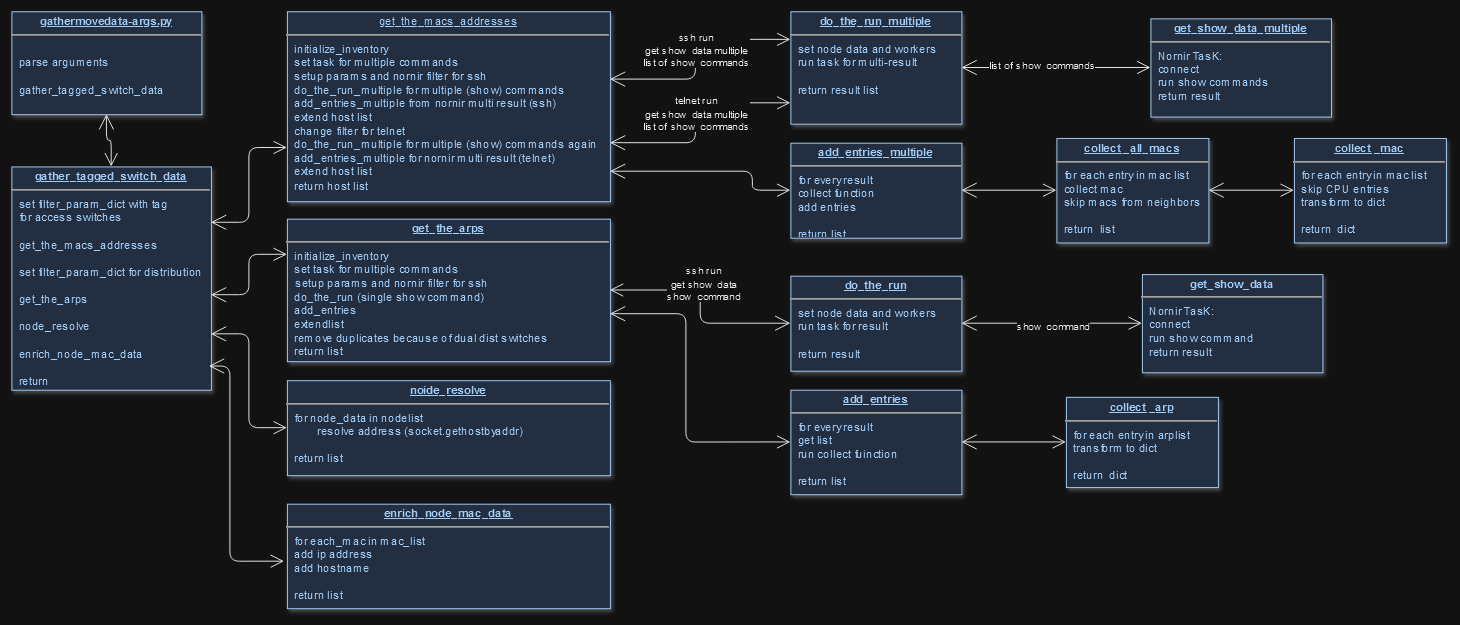 gathermovedata-args.py
parse arguments
gather_tagged_switch_data
gather_tagged_switch_data
set filter_param_dict with tag
for access switches
get_the_macs_addresses
set filter_param_dict for distribution
get_the_arps
node_resolve
enrich_node_mac_data
return
get_the_macs_addresses
initialize_inventory
set task for multiple commands
setup params and nornir filter for ssh
do_the_run_multiple for multiple (show) commands
add_entries_multiple from nornir multi result (ssh)
extend host list
change filter for telnet
do_the_run_multiple for multiple (show) commands again
add_entries_multiple for nornir multi result (telnet)
extend host list
return host list
get_the_arps
initialize_inventory
set task for multiple commands
setup params and nornir filter for ssh
do_the_run (single show command)
add_entries
extendlist
remove duplicates because of dual dist switches
return list
noide_resolve
for node_data in nodelist
resolve address (socket.gethostbyaddr)
return list
enrich_node_mac_data
for each_mac in mac_list
add ip address
add hostname
return list
ssh run
get show data multiple
list of show commands
telnet run
get show data multiple
list of show commands
ssh run
get show data
show command
do_the_run_multiple
set node data and workers
run task for multi-result
return result list
add_entries_multiple
for every result
collect function
add entries
return list
do_the_run
set node data and workers
run task for result
return result
add_entries
for every result
get list
run collect fuinction
return list
list of show commands
show command
get_show_data_multiple
Nornir TasK:
connect
run show commands
return result
collect_all_macs
for each entry in mac list
collect mac
skip macs from neighbors
return list
collect_mac
for each entry in mac list
skip CPU entries
transform to dict
return dict
get_show_data
Nornir TasK:
connect
run show command
return result
collect_arp
for each entry in arplist
transform to dict
return dict